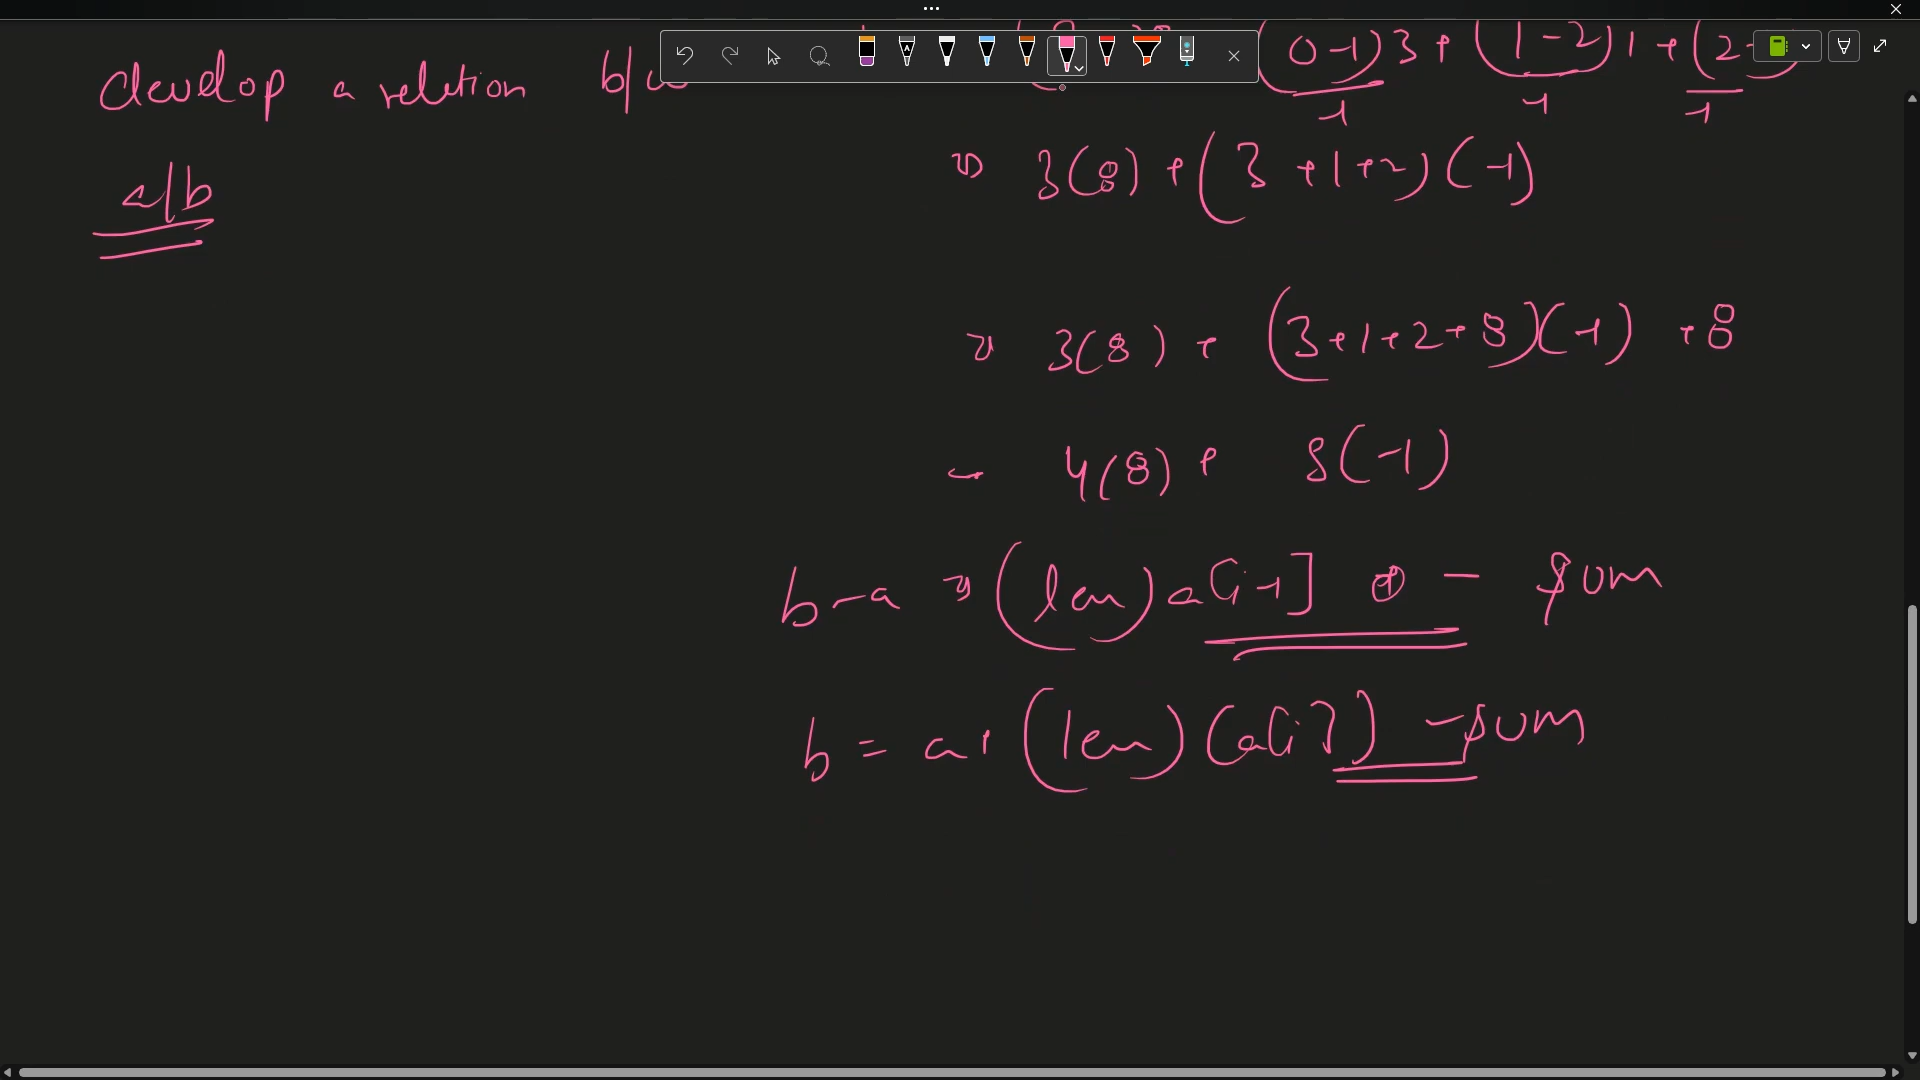 develop a relation b/w
a/b
(0-1)3 + (1-2)1 + (2-
-1 -1 -1
⇒ 3(8) + (3+1+2)(-1)
⇒ 3(8) + (3+1+2+8)(-1) +8
4(8) + 8(-1)
b-a ⇒ (len)a[i-1] - sum
b = a+ (len)(a[i]) - sum